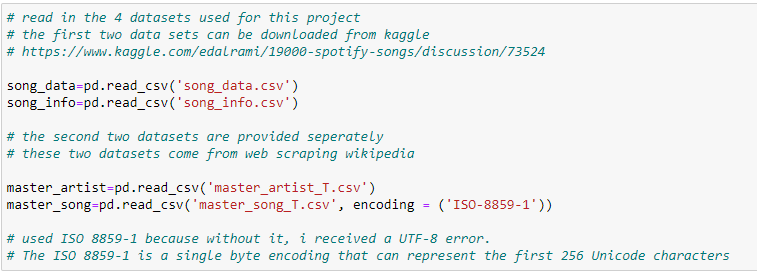 # read in the 4 datasets used for this project
# the first two data sets can be downloaded from kaggle
# https://www.kaggle.com/edalrami/19000-spotify-songs/discussion/73524
song_data=pd.read_csv('song_data.csv')
song_info=pd.read_csv('song_info.csv')
# the second two datasets are provided seperately
# these two datasets come from web scraping wikipedia
master_artist=pd.read_csv('master_artist_T.csv')
master_song=pd.read_csv('master_song_T.csv', encoding = ('ISO-8859-1'))
# used ISO 8859-1 because without it, i received a UTF-8 error.
# The ISO 8859-1 is a single byte encoding that can represent the first 256 Unicode characters